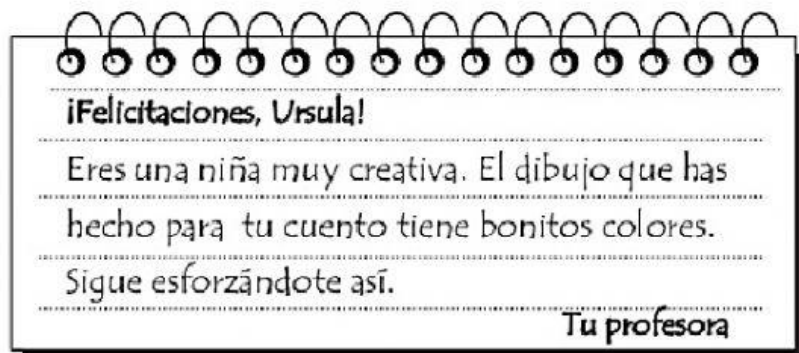 ¡Felicitaciones, Ursula!
Eres una niña muy creativa. El dibujo que has
hecho para tu cuento tiene bonitos colores.
Sigue esforzándote así.
Tu profesora